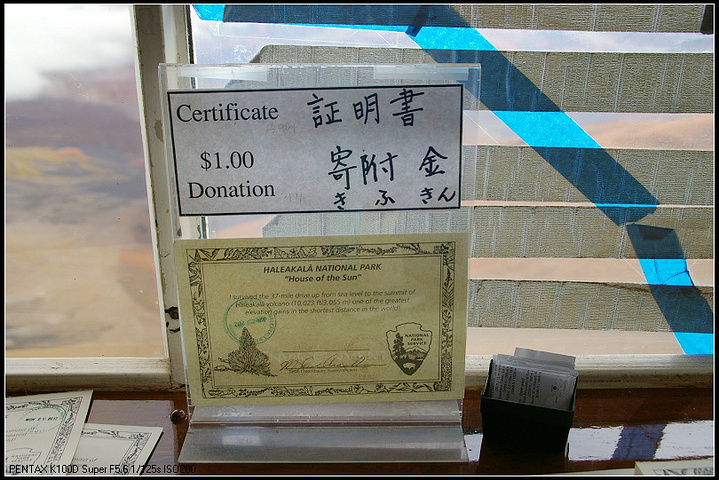 Certificate 証明書
$1.00 寄附金
Donation きふきん
HALEAKALĀ NATIONAL PARK
"House of the Sun"
I survived the 37-mile drive up from sea level to the summit of
Haleakalā volcano (10,023 ft/3,055 m) one of the greatest
elevation gains in the shortest distance in the world!
NATIONAL
PARK
SERVICE
PENTAX K100D Super F5.6 1/725s ISO200